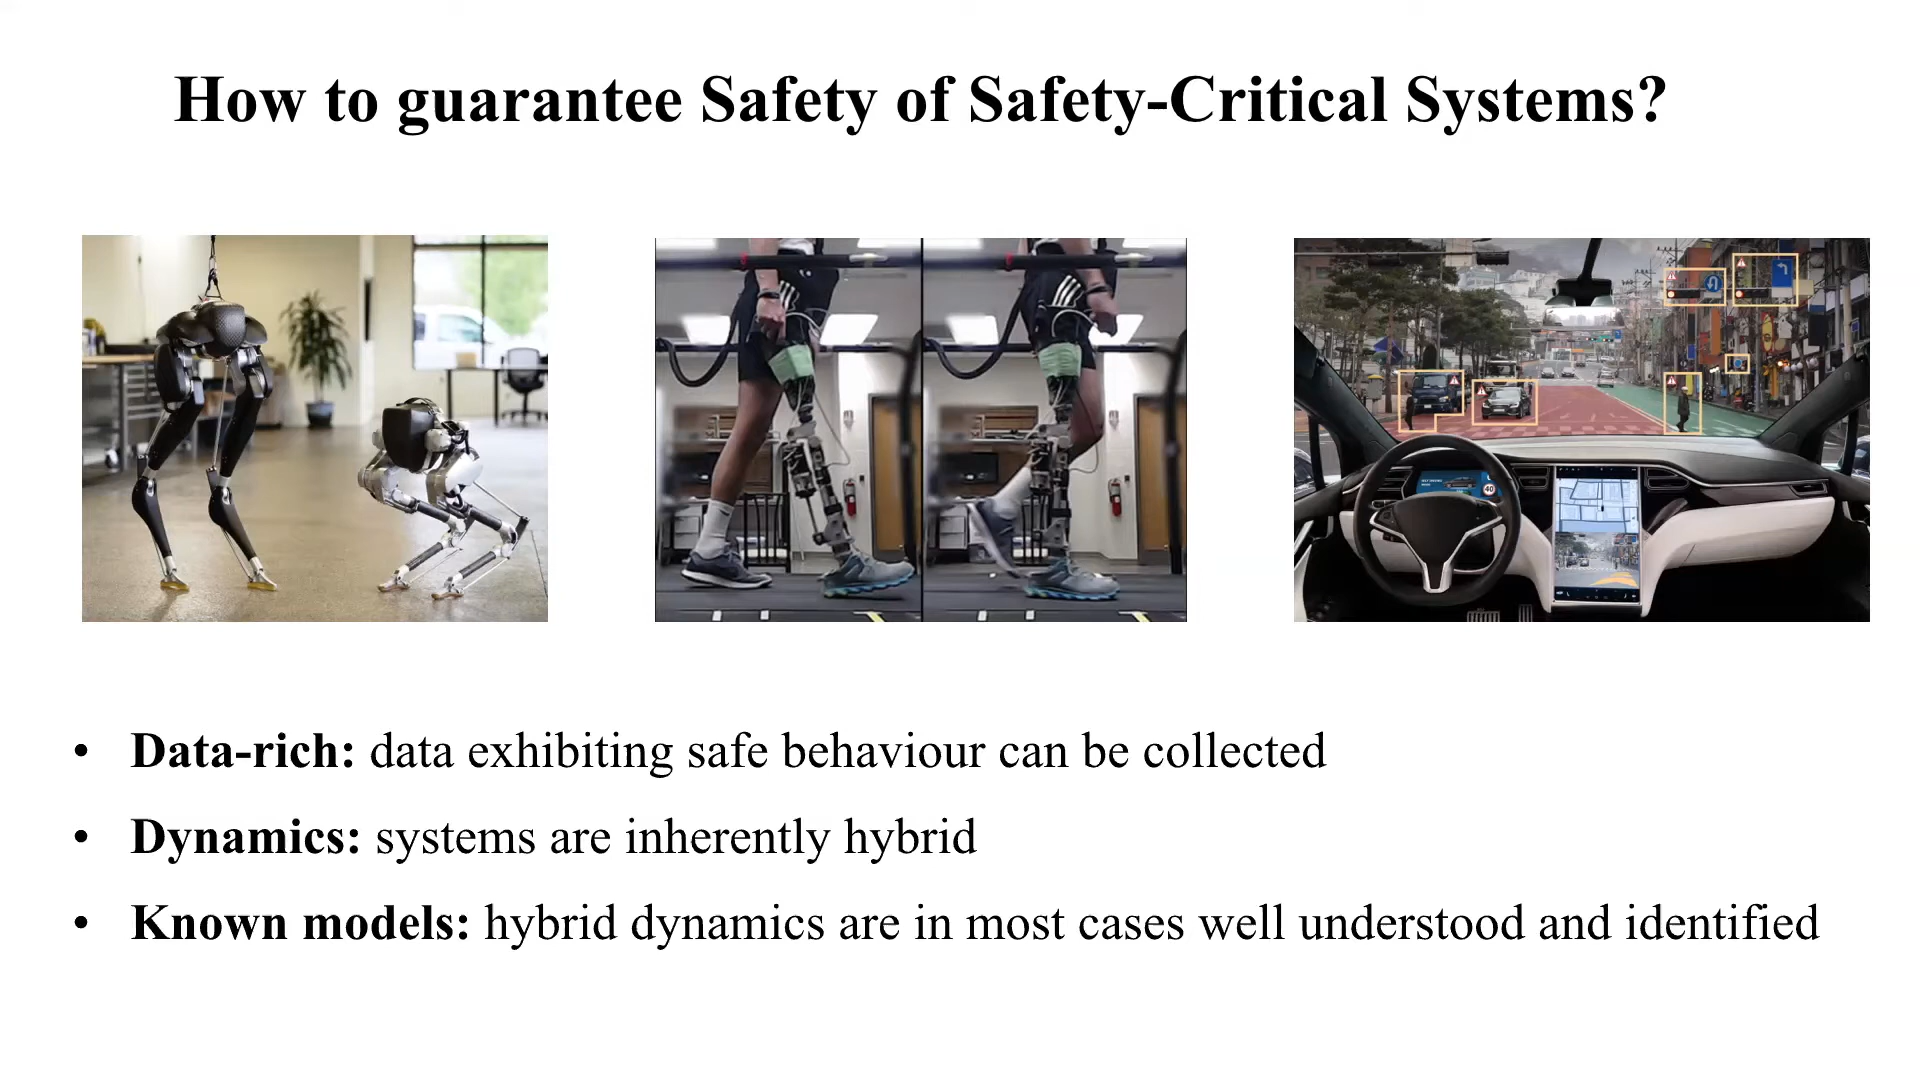 How to guarantee Safety of Safety-Critical Systems?
40
• Data-rich: data exhibiting safe behaviour can be collected
• Dynamics: systems are inherently hybrid
• Known models: hybrid dynamics are in most cases well understood and identified